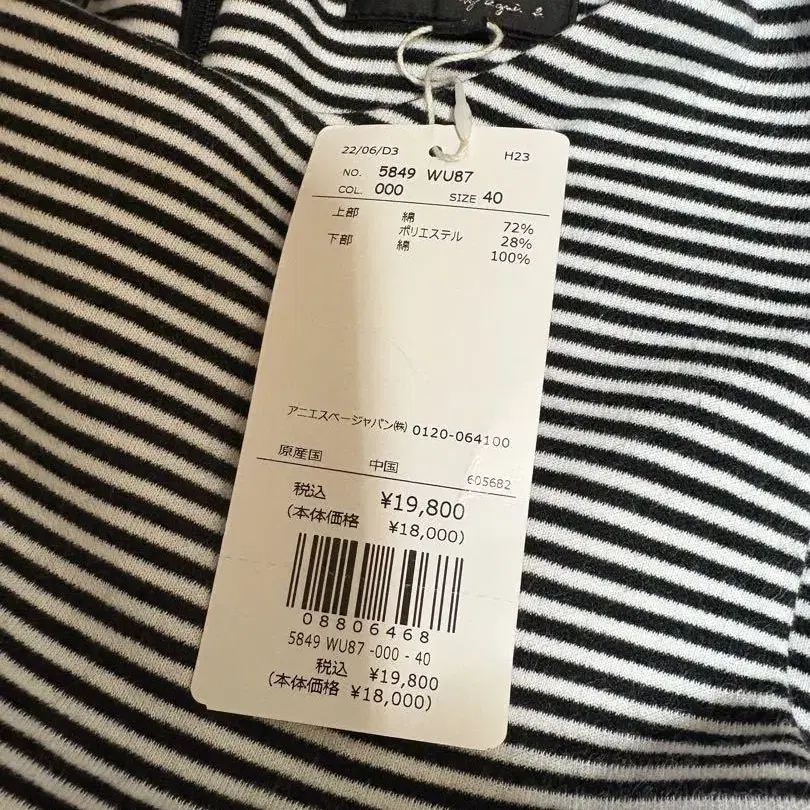 22/06/D3 H23
NO. 5849 WU87
COL. 000 SIZE 40
上部 綿 72%
ポリエステル 28%
下部 綿 100%
アニエスベージャパン㈱ 0120-064100
原産国 中国 605682
税込 ¥19,800
(本体価格 ¥18,000)
08806468
5849 WU87 -000 - 40
税込 ¥19,800
(本体価格 ¥18,000)